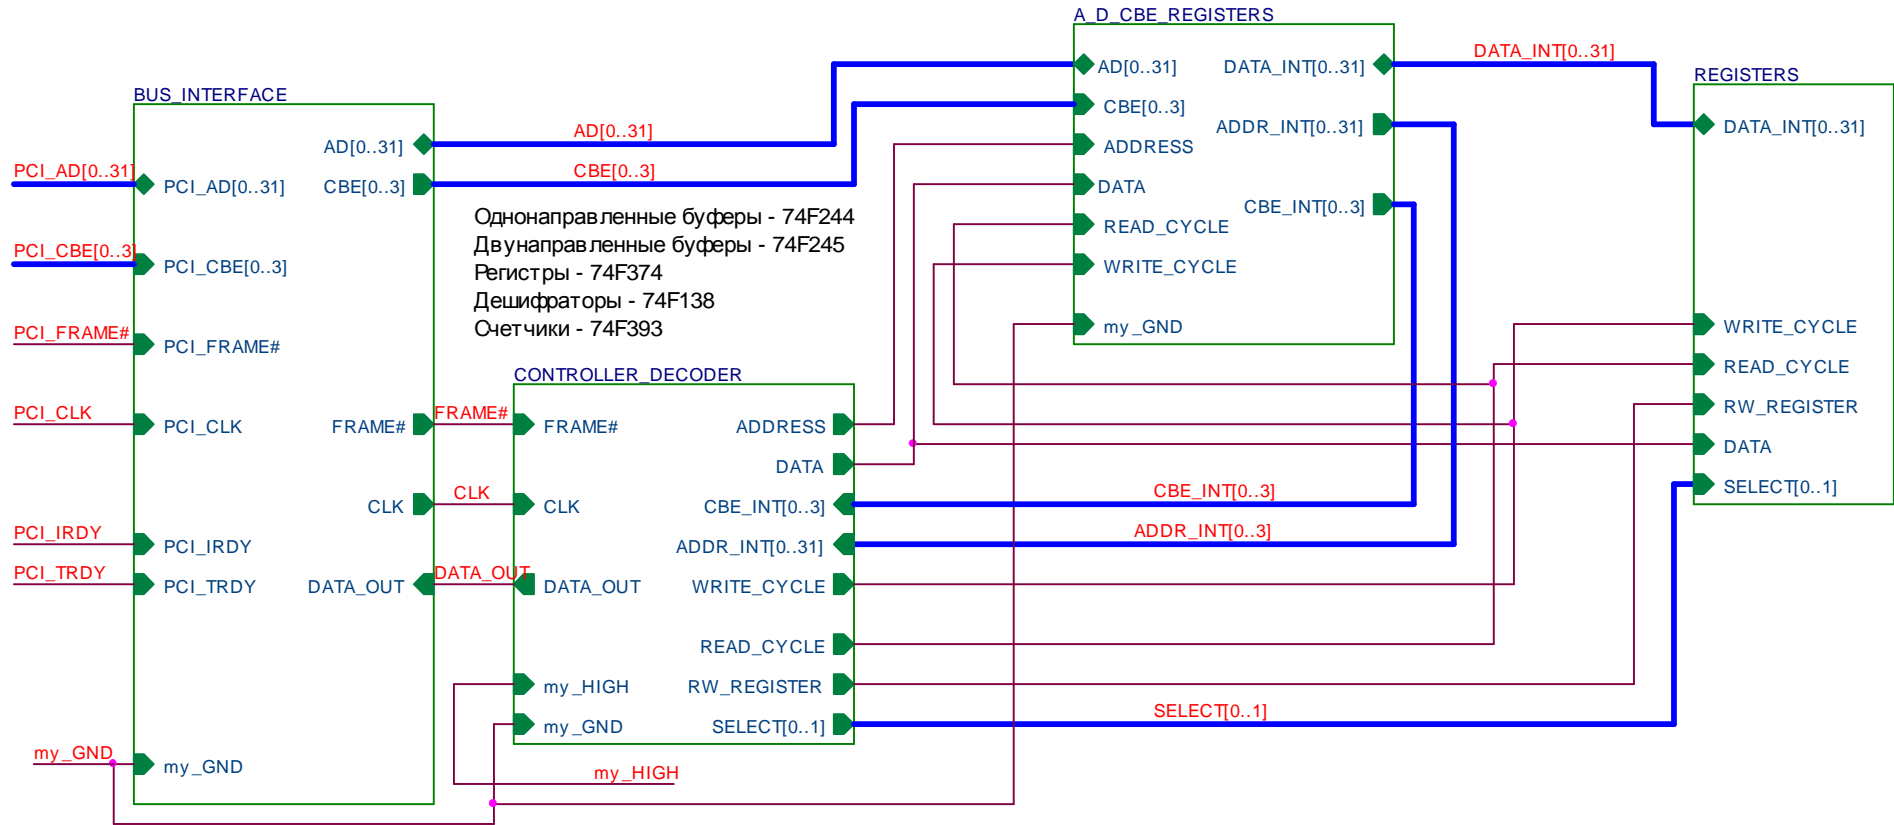 A_D_CBE_REGISTERS
AD[0..31]
CBE[0..3]
ADDRESS
DATA
READ_CYCLE
WRITE_CYCLE
my_GND
DATA_INT[0..31]
ADDR_INT[0..31]
CBE_INT[0..3]
DATA_INT[0..31]
REGISTERS
DATA_INT[0..31]
WRITE_CYCLE
READ_CYCLE
RW_REGISTER
DATA
SELECT[0..1]
BUS_INTERFACE
PCI_AD[0..31]
PCI_CBE[0..3]
PCI_FRAME#
PCI_CLK
PCI_IRDY
PCI_TRDY
my_GND
PCI_AD[0..31]
PCI_CBE[0..3]
PCI_FRAME#
PCI_CLK
PCI_IRDY
PCI_TRDY
my_GND
AD[0..31]
CBE[0..3]
FRAME#
CLK
DATA_OUT
AD[0..31]
CBE[0..3]
FRAME#
CLK
DATA_OUT
Однонаправленные буферы - 74F244
Двунаправленные буферы - 74F245
Регистры - 74F374
Дешифраторы - 74F138
Счетчики - 74F393
CONTROLLER_DECODER
FRAME#
CLK
DATA_OUT
my_HIGH
my_GND
ADDRESS
DATA
CBE_INT[0..3]
ADDR_INT[0..31]
WRITE_CYCLE
READ_CYCLE
RW_REGISTER
SELECT[0..1]
CBE_INT[0..3]
ADDR_INT[0..3]
SELECT[0..1]
my_HIGH